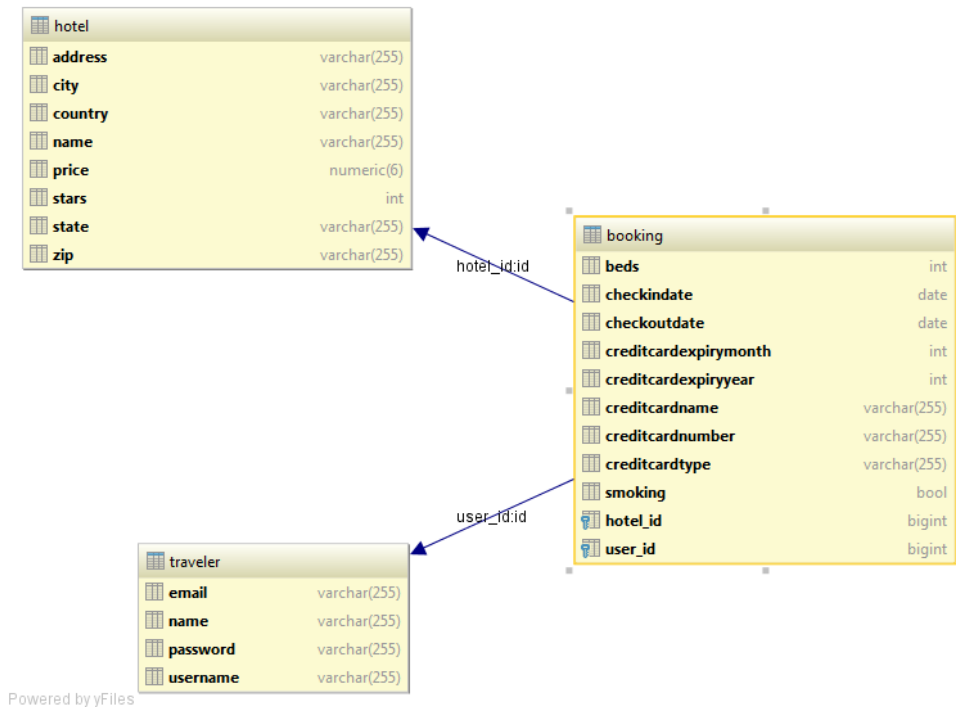 hotel
address varchar(255)
city varchar(255)
country varchar(255)
name varchar(255)
price numeric(6)
stars int
state varchar(255)
zip varchar(255)
hotel_id:id
booking
beds int
checkindate date
checkoutdate date
creditcardexpirymonth int
creditcardexpiryyear int
creditcardname varchar(255)
creditcardnumber varchar(255)
creditcardtype varchar(255)
smoking bool
hotel_id bigint
user_id bigint
user_id:id
traveler
email varchar(255)
name varchar(255)
password varchar(255)
username varchar(255)
Powered by yFiles